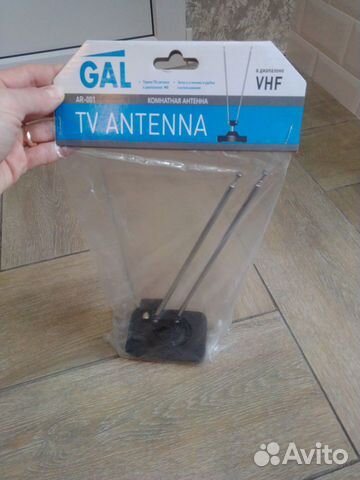 GAL
в диапазоне
VHF
AR-001
КОМНАТНАЯ АНТЕННА
TV ANTENNA
Avito